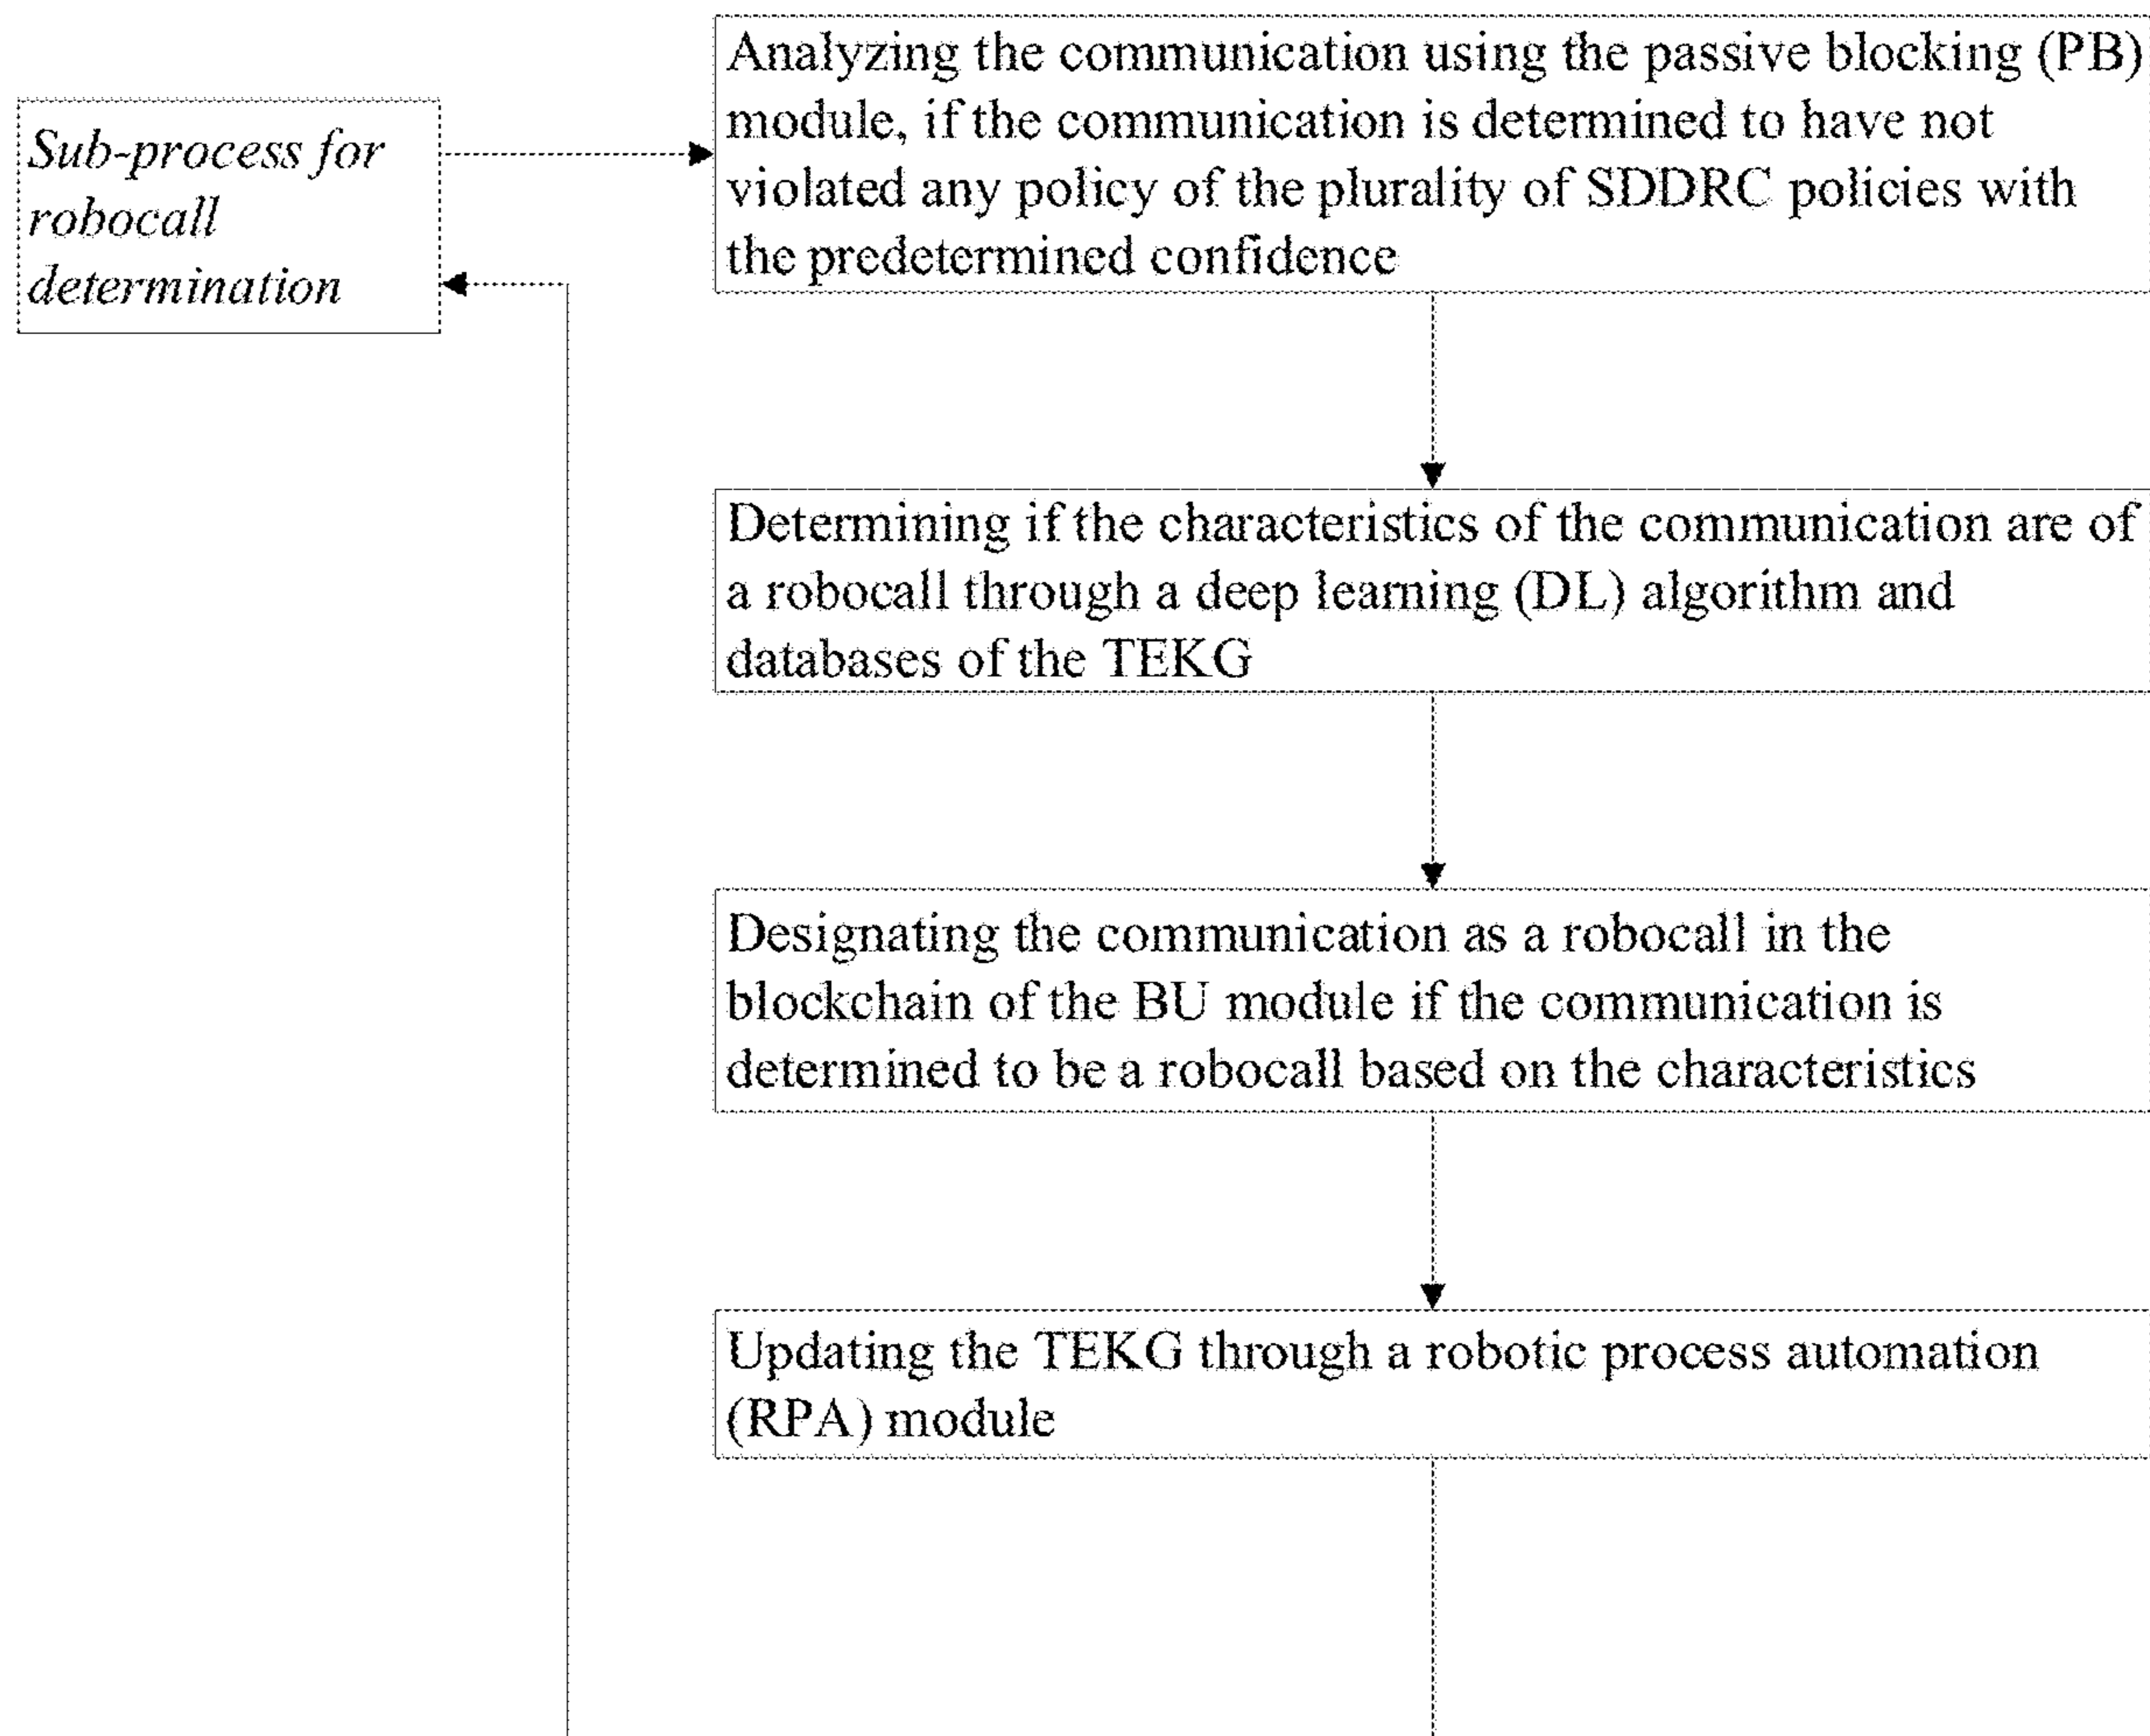 Sub-process for
robocall
determination
Analyzing the communication using the passive blocking (PB)
module, if the communication is determined to have not
violated any policy of the plurality of SDDRC policies with
the predetermined confidence
Determining if the characteristics of the communication are of
a robocall through a deep learning (DL) algorithm and
databases of the TEKG
Designating the communication as a robocall in the
blockchain of the BU module if the communication is
determined to be a robocall based on the characteristics
Updating the TEKG through a robotic process automation
(RPA) module